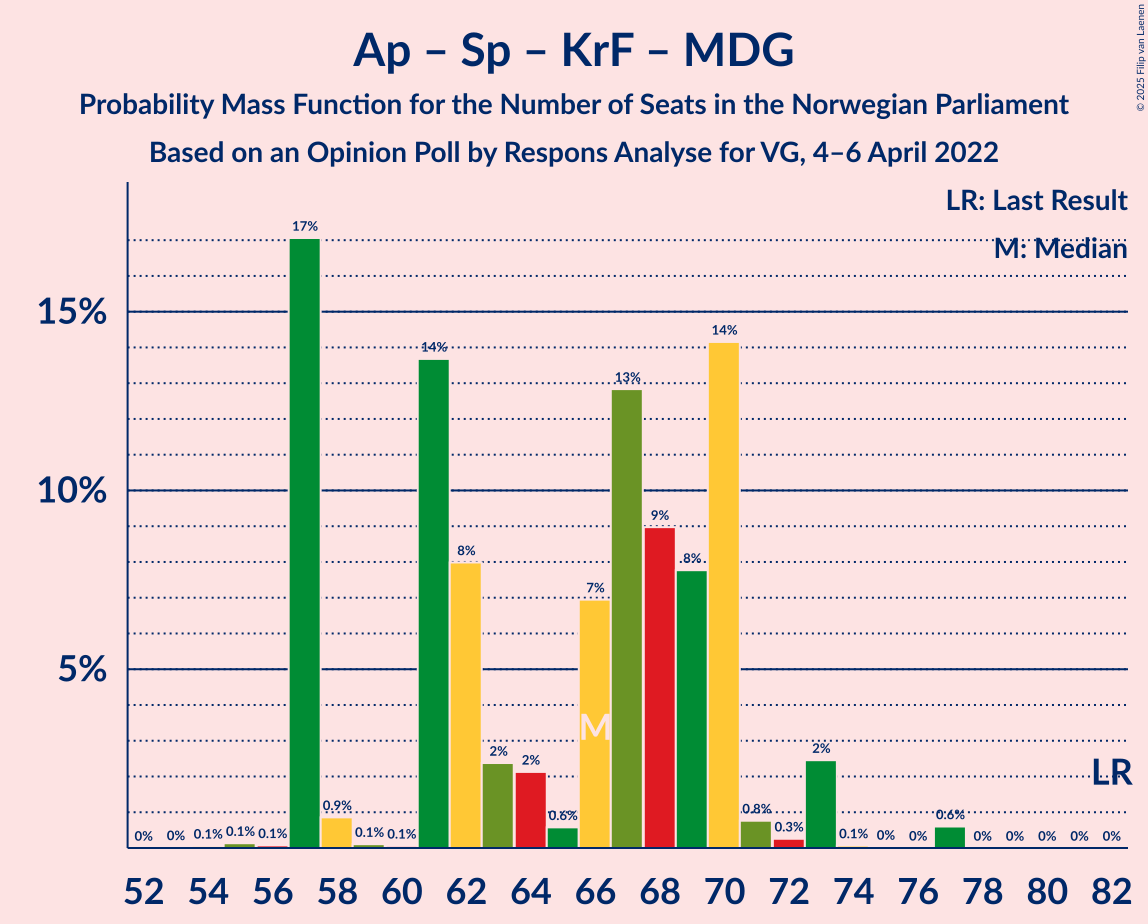 Ap – Sp – KrF – MDG
Probability Mass Function for the Number of Seats in the Norwegian Parliament
Based on an Opinion Poll by Respons Analyse for VG, 4–6 April 2022
© 2025 Filip van Laenen
LR: Last Result
M: Median
15%
10%
5%
0% 0% 0.1% 0.1% 0.1% 17% 0.9% 0.1% 0.1% 14% 8% 2% 2% 0.6% 7% 13% 9% 8% 14% 0.8% 0.3% 2% 0.1% 0% 0% 0.6% 0% 0% 0% 0% 0%
M
LR
52 54 56 58 60 62 64 66 68 70 72 74 76 78 80 82